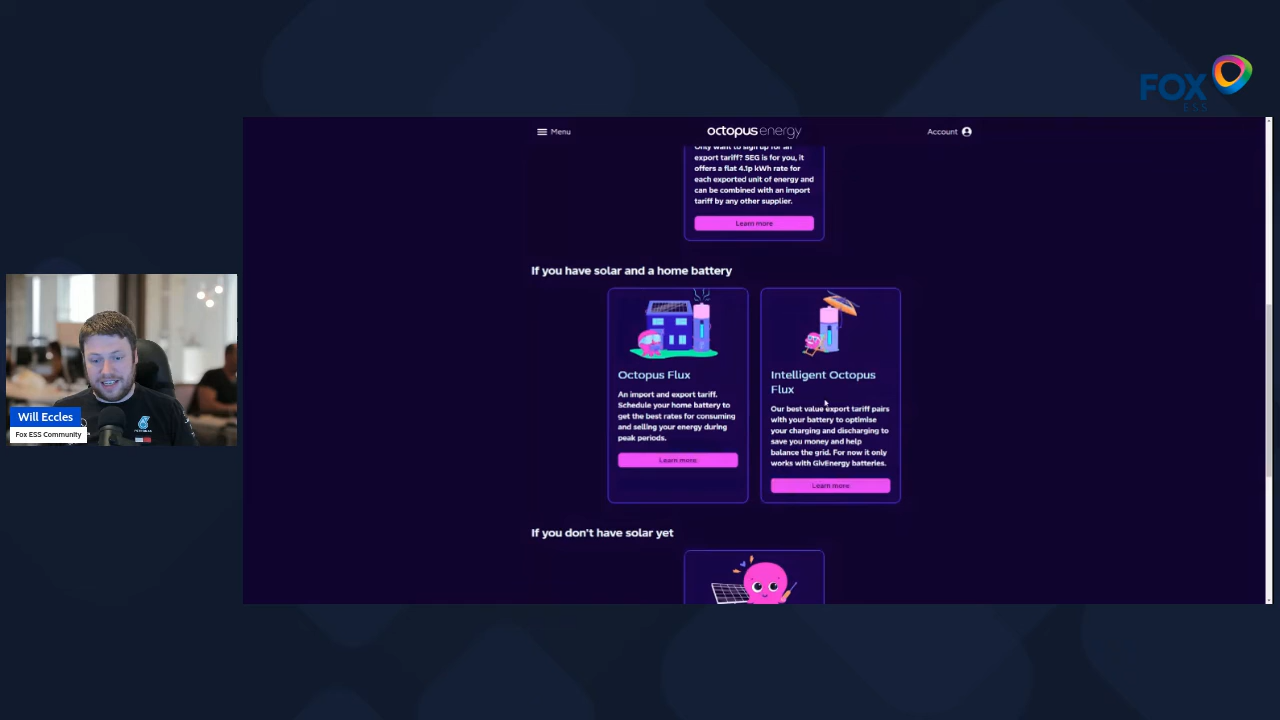 FOX
ESS
Menu
octopus energy
Account
Only want to sign up for an
export tariff? SEG is for you, it
offers a flat 4.1p kWh rate for
each exported unit of energy and
can be combined with an import
tariff by any other supplier.
Learn more
If you have solar and a home battery
Octopus Flux
An import and export tariff.
Schedule your home battery to
get the best rates for consuming
and selling your energy during
peak periods.
Learn more
Intelligent Octopus
Flux
Our best value export tariff pairs
with your battery to optimise
your charging and discharging to
save you money and help
balance the grid. For now it only
works with GivEnergy batteries.
Learn more
If you don't have solar yet
Will Eccles
Fox ESS Community